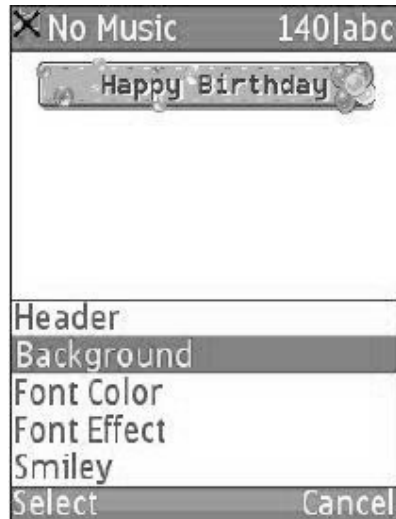 No Music 140|abc
Happy Birthday
Header
Background
Font Color
Font Effect
Smiley
Select Cancel